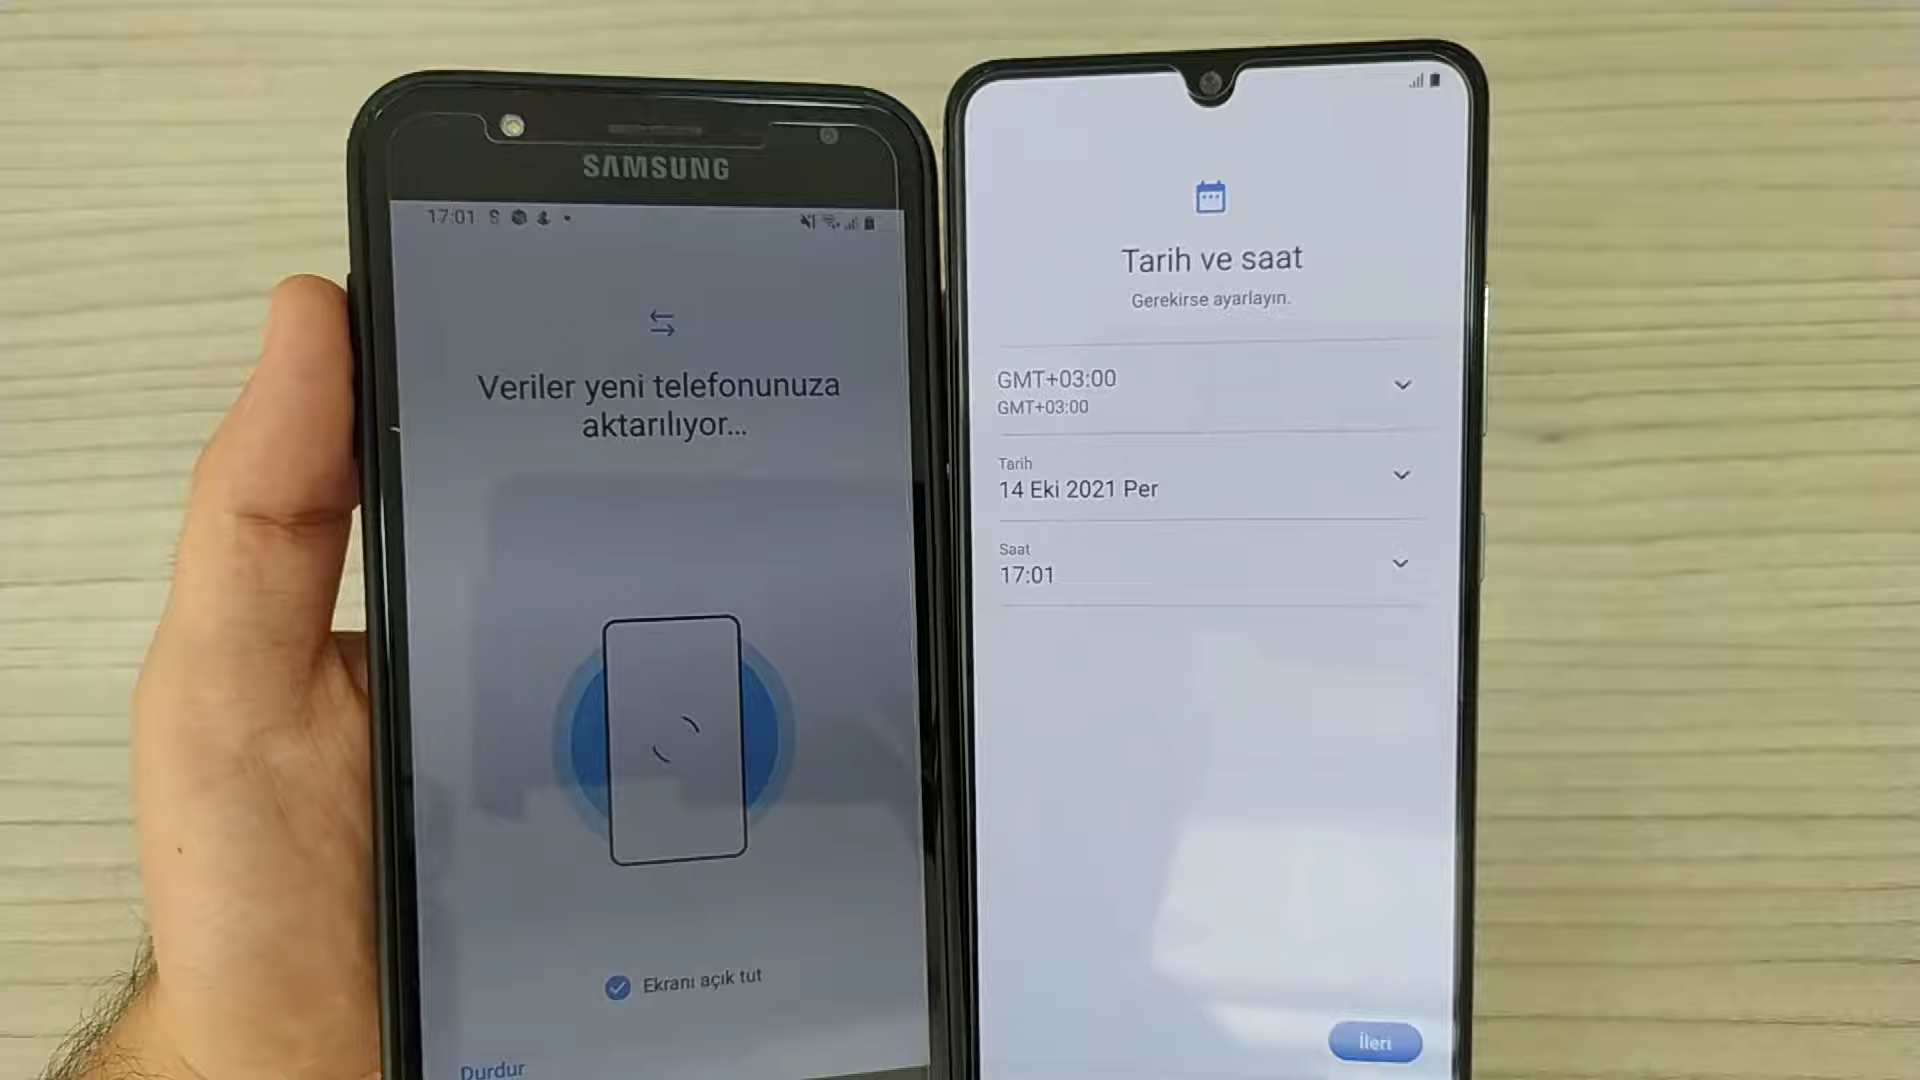 SAMSUNG
17:01
Veriler yeni telefonunuza
aktarılıyor...
Ekranı açık tut
Durdur
Tarih ve saat
Gerekirse ayarlayın.
GMT+03:00
GMT+03:00
Tarih
14 Eki 2021 Per
Saat
17:01
İleri